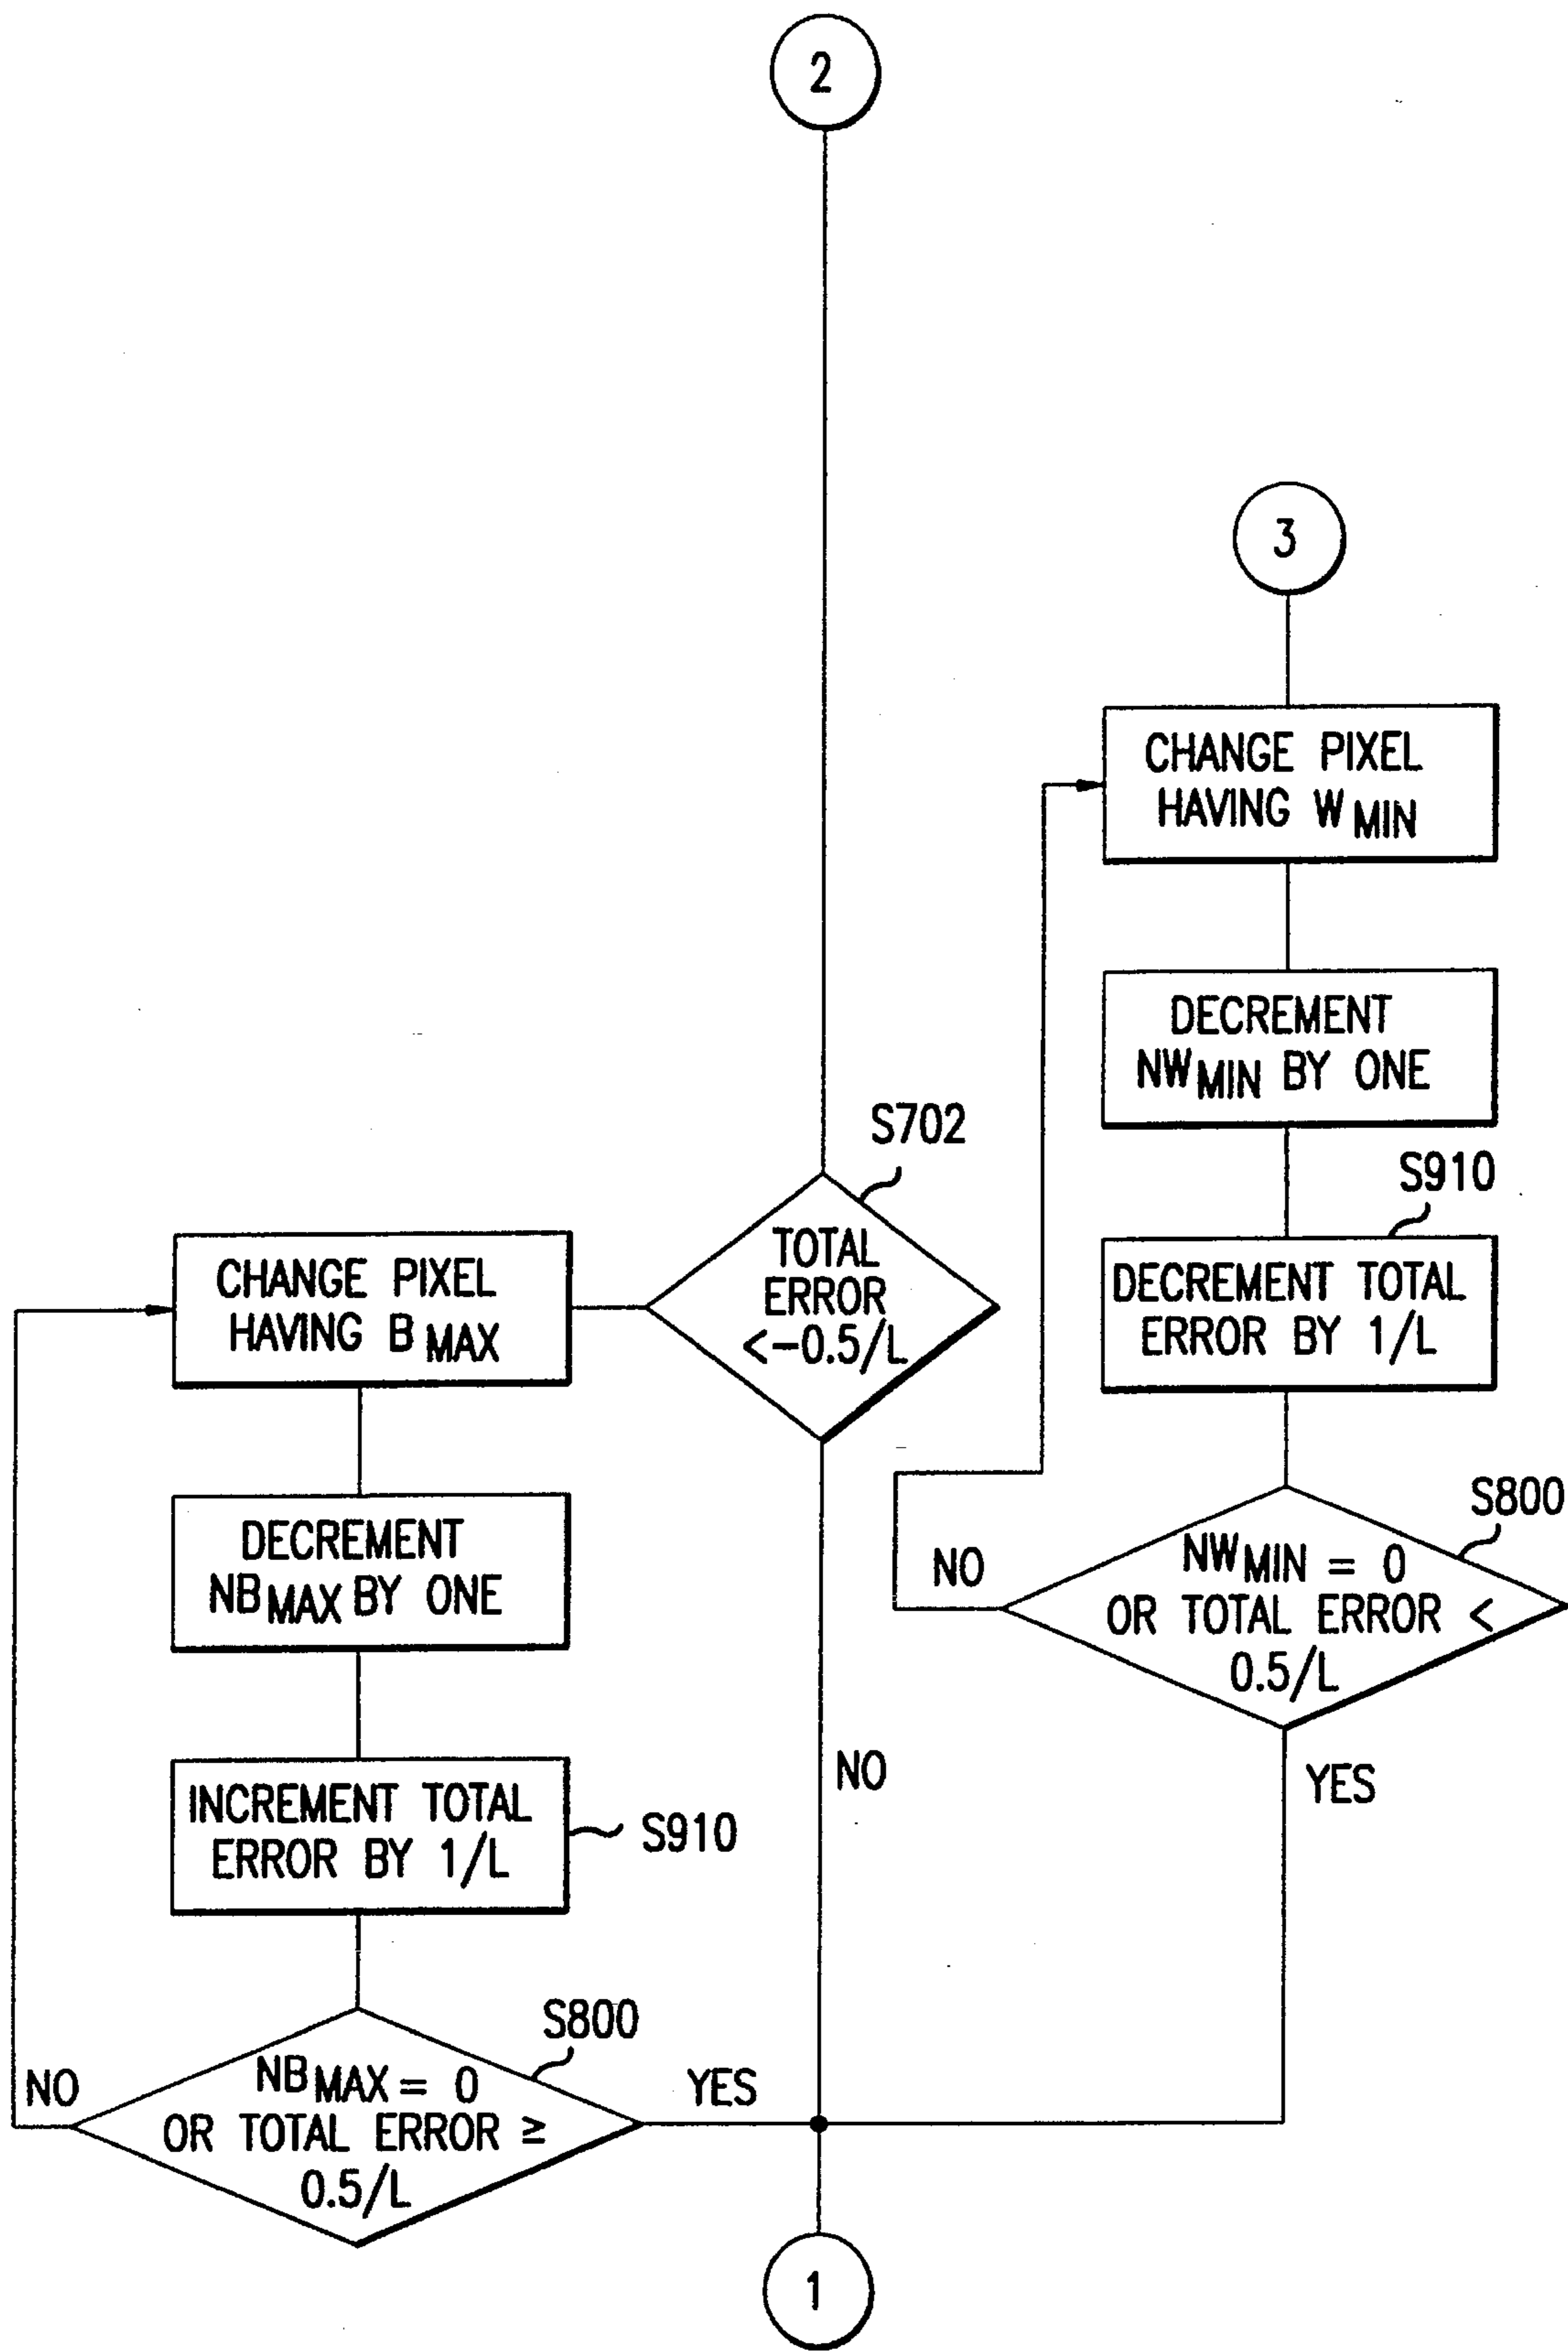 2
3
CHANGE PIXEL
HAVING W MIN
DECREMENT
NW MIN BY ONE
S910
DECREMENT TOTAL
ERROR BY 1/L
S800
NW MIN = 0
OR TOTAL ERROR <
0.5/L
NO
YES
S702
TOTAL
ERROR
<-0.5/L
NO
CHANGE PIXEL
HAVING B MAX
DECREMENT
NB MAX BY ONE
INCREMENT TOTAL
ERROR BY 1/L
S910
S800
NB MAX = 0
OR TOTAL ERROR ≥
0.5/L
NO
YES
1